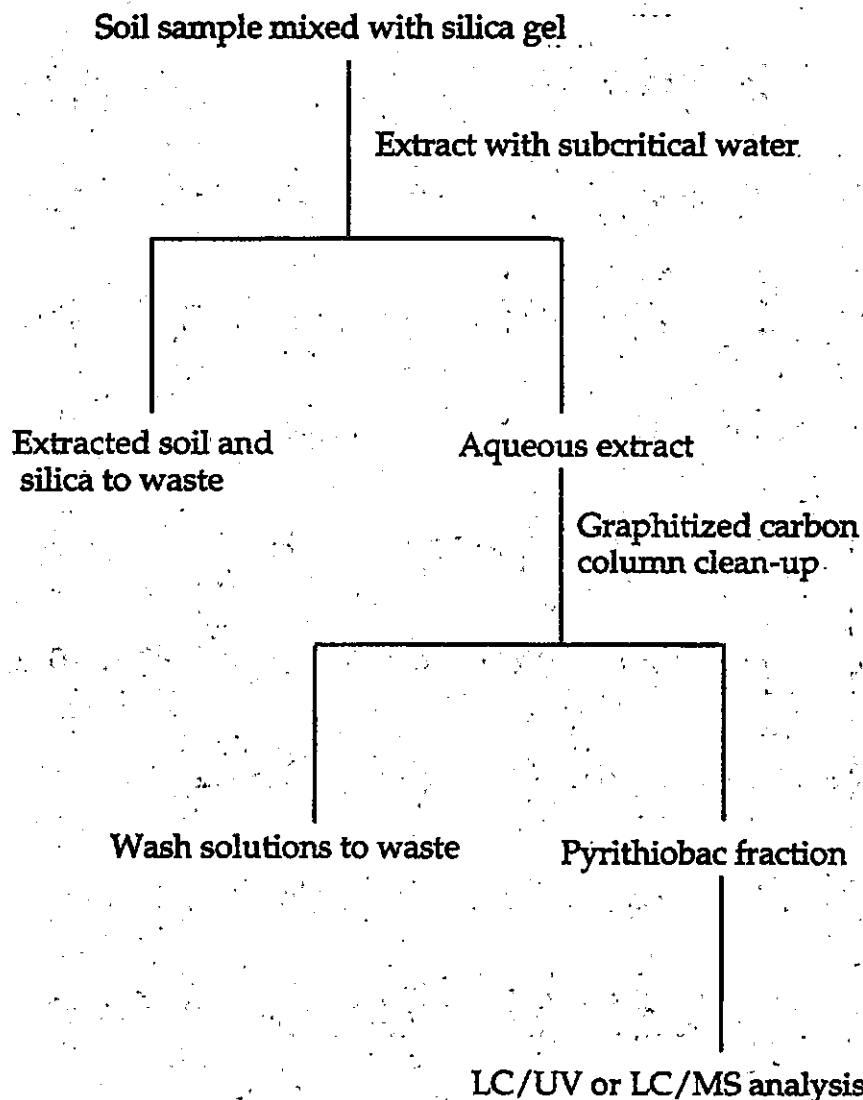 Soil sample mixed with silica gel
Extract with subcritical water
Extracted soil and
silica to waste
Aqueous extract
Graphitized carbon
column clean-up
Wash solutions to waste
Pyrithiobac fraction
LC/UV or LC/MS analysis